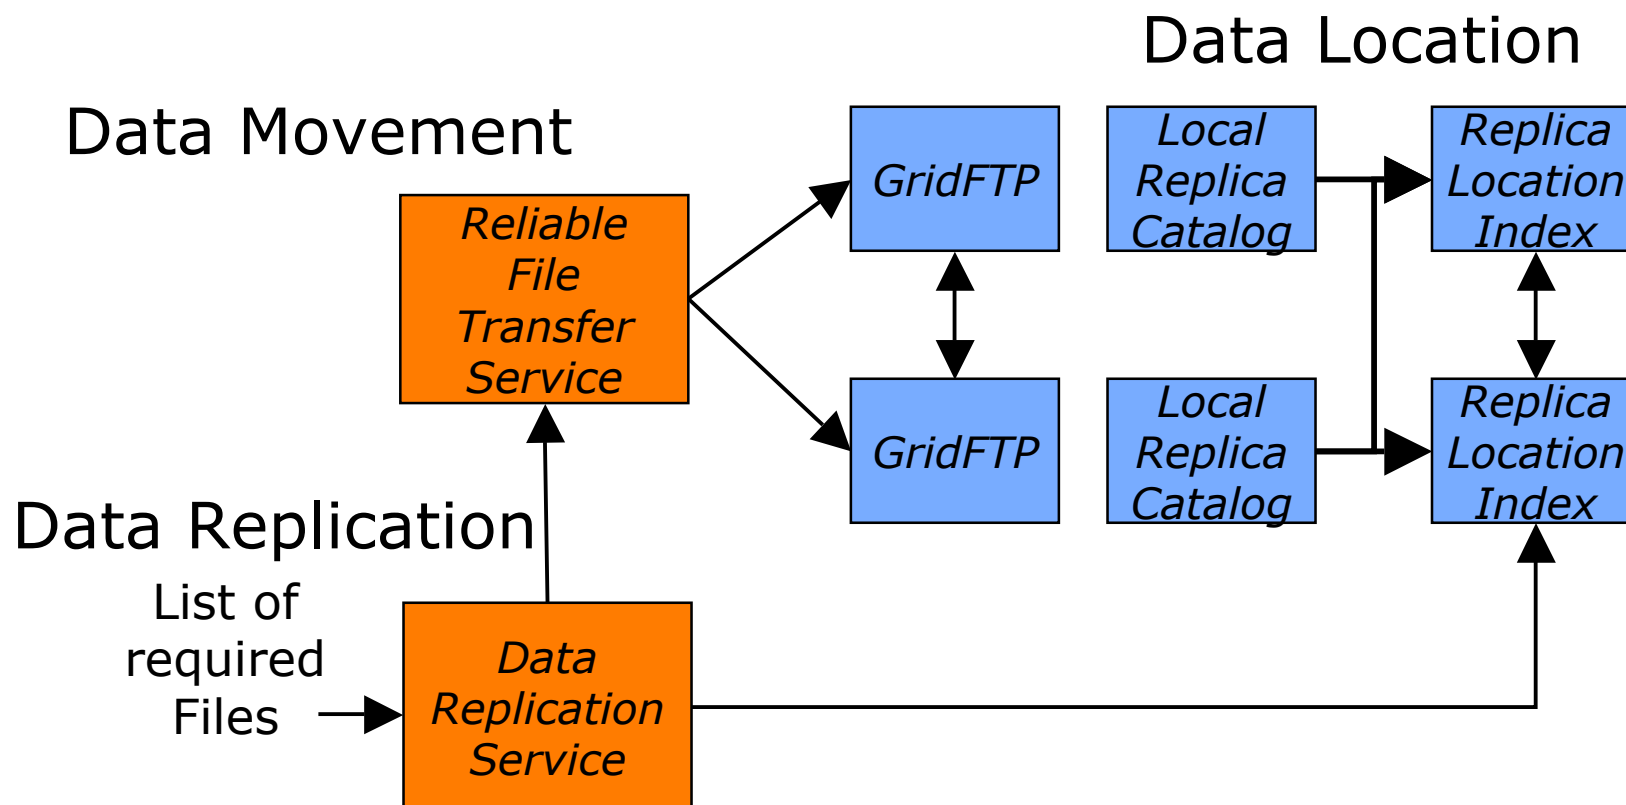 Data Location
Data Movement
Reliable
File
Transfer
Service
GridFTP
Local
Replica
Catalog
Replica
Location
Index
GridFTP
Local
Replica
Catalog
Replica
Location
Index
Data Replication
List of
required
Files
Data
Replication
Service